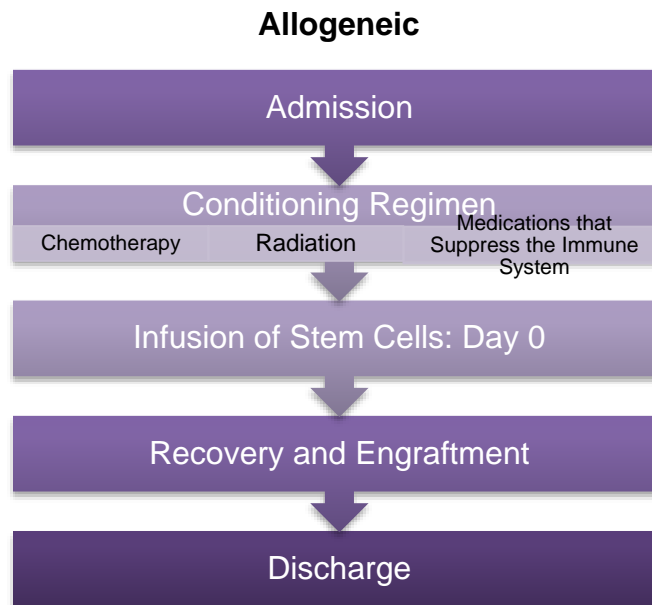 Allogeneic
Admission
Conditioning Regimen
Chemotherapy
Radiation
Medications that
Suppress the Immune
System
Infusion of Stem Cells: Day 0
Recovery and Engraftment
Discharge